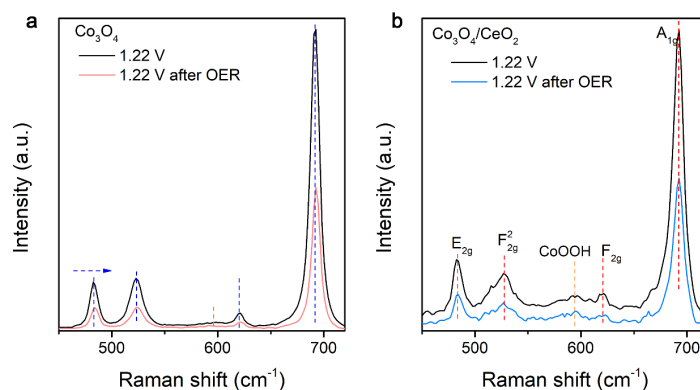 a
Co₃O₄
1.22 V
1.22 V after OER
Intensity (a.u.)
500
600
700
Raman shift (cm⁻¹)
b
Co₃O₄/CeO₂
A₁g
1.22 V
1.22 V after OER
E₂g
F²₂g
CoOOH
F₂g
Intensity (a.u.)
500
600
700
Raman shift (cm⁻¹)